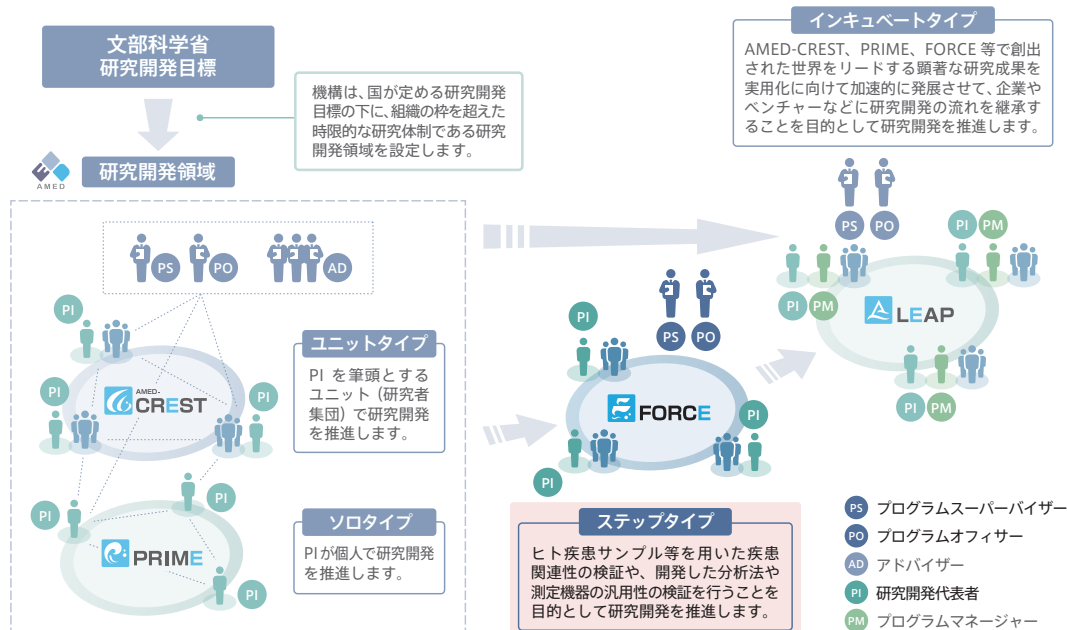 文部科学省
研究開発目標
機構は、国が定める研究開発
目標の下に、組織の枠を超えた
時限的な研究体制である研究
開発領域を設定します。
AMED
研究開発領域
インキュベートタイプ
AMED-CREST、PRIME、FORCE 等で創出
された世界をリードする顕著な研究成果を
実用化に向けて加速的に発展させて、企業や
ベンチャーなどに研究開発の流れを継承す
ることを目的として研究開発を推進します。
PS
PO
AD
PI
PI
PI
AMED-
CREST
ユニットタイプ
PI を筆頭とする
ユニット（研究者
集団）で研究開発
を推進します。
PI
PI
PI
PRIME
ソロタイプ
PIが個人で研究開発
を推進します。
PS
PO
PI
PI
PI
FORCE
ステップタイプ
ヒト疾患サンプル等を用いた疾患
関連性の検証や、開発した分析法や
測定機器の汎用性の検証を行うことを
目的として研究開発を推進します。
PS
PO
PI
PM
PI
PM
LEAP
PI
PM
PS プログラムスーパーバイザー
PO プログラムオフィサー
AD アドバイザー
PI 研究開発代表者
PM プログラムマネージャー